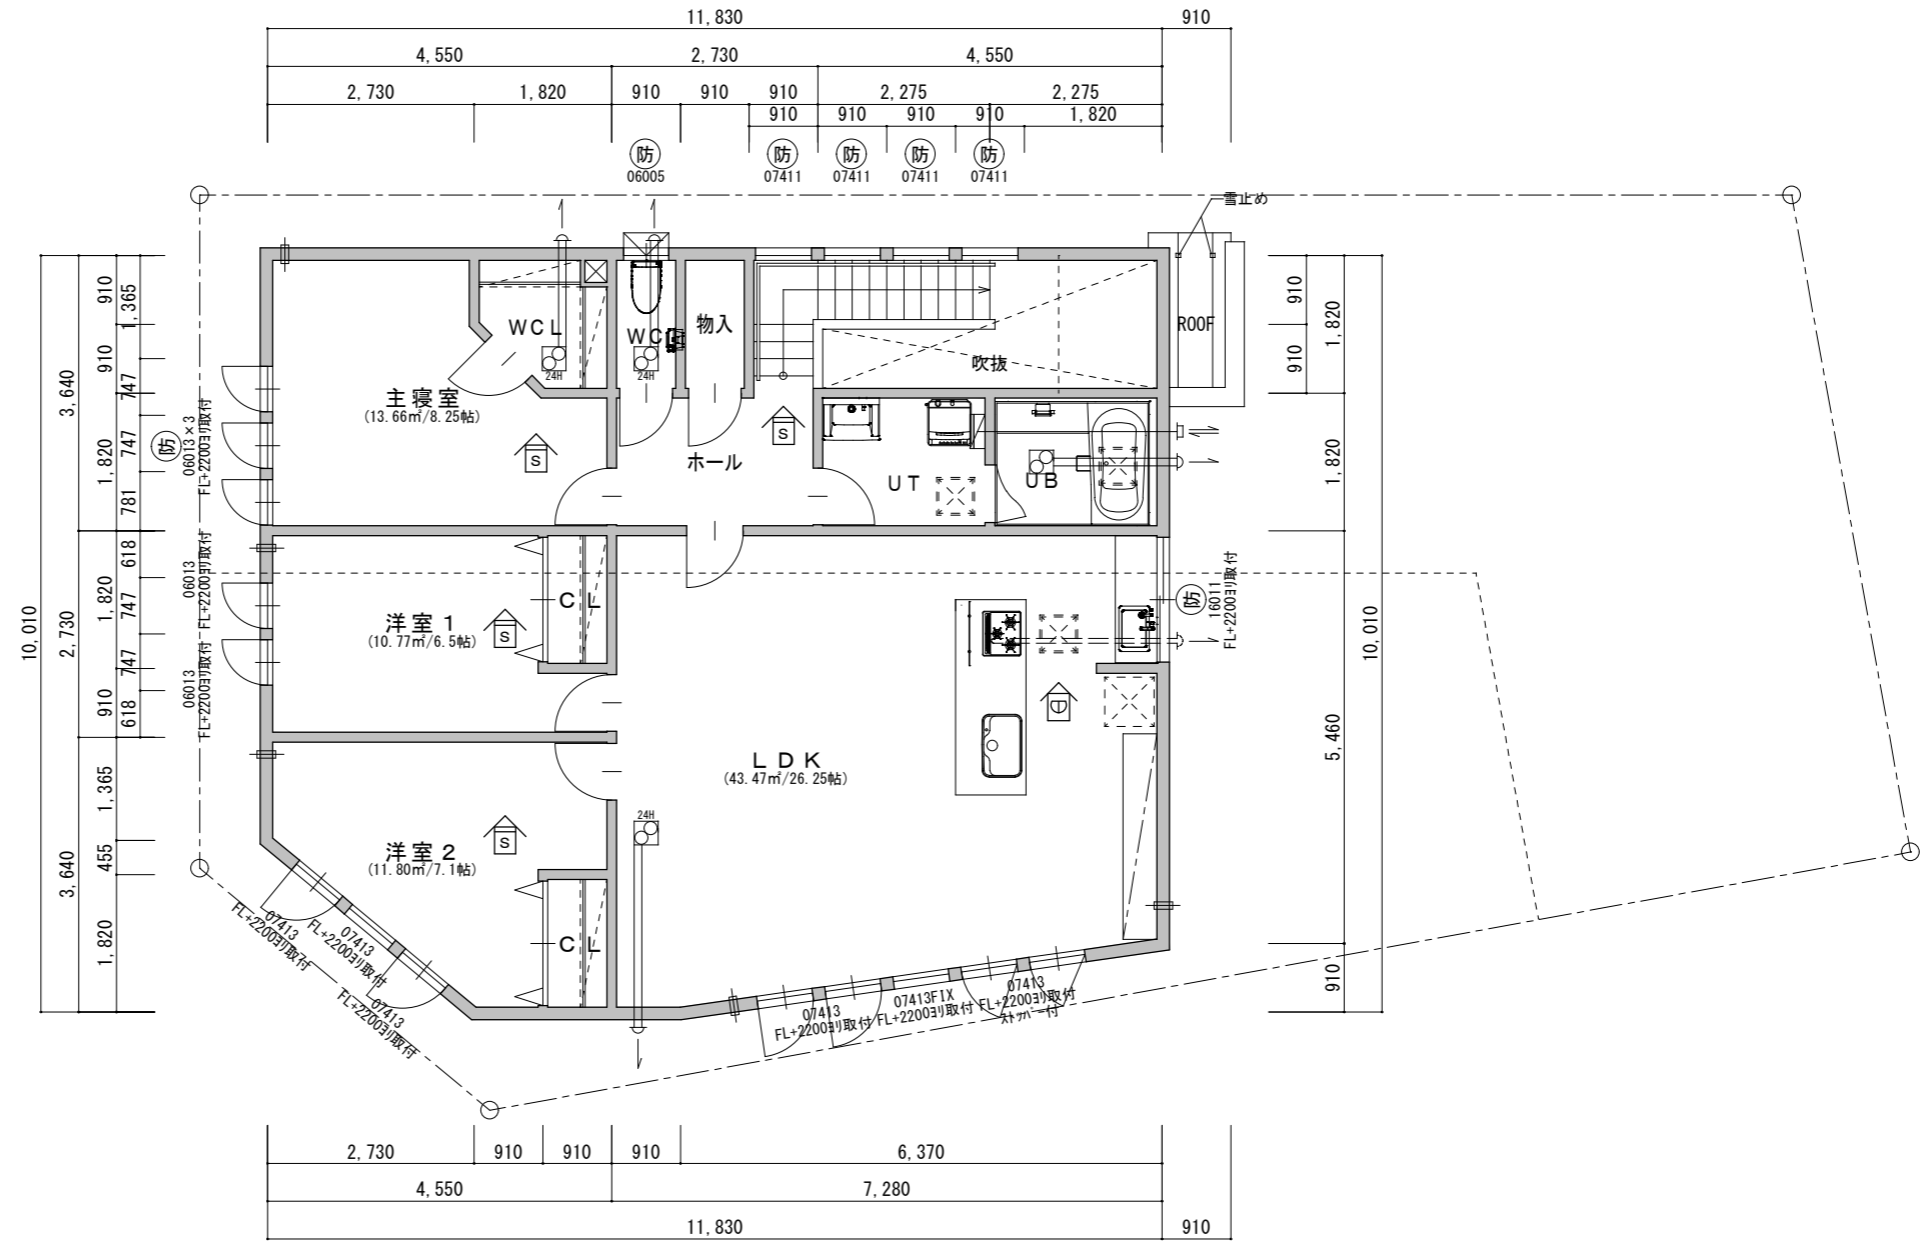 11,830
910
4,550
2,730
4,550
2,730
1,820
910
910
910
2,275
2,275
910
910
910
910
1,820
防
防
防
防
防
06005
07411
07411
07411
07411
雪止め
ROOF
10,010
3,640
2,730
3,640
910
910
1,820
1,820
910
1,365
455
1,820
1,365
747
747
781
618
747
747
618
防
06013×3
FL+2200ヨリ取付
06013
FL+2200ヨリ取付
06013
FL+2200ヨリ取付
WCL
24H
WC
24H
物入
吹抜
主寝室
(13.66㎡/8.25帖)
S
S
ホール
UT
UB
910
910
1,820
1,820
5,460
910
10,010
洋室1
(10.77㎡/6.5帖)
S
CL
防
16011
FL+2200ヨリ取付
LDK
(43.47㎡/26.25帖)
24H
洋室2
(11.80㎡/7.1帖)
S
CL
07413
FL+2200ヨリ取付
07413
FL+2200ヨリ取付
07413
FL+2200ヨリ取付
07413
FL+2200ヨリ取付
07413FIX
FL+2200ヨリ取付
07413
FL+2200ヨリ取付
ストッパー付
2,730
910
910
910
6,370
4,550
7,280
11,830
910